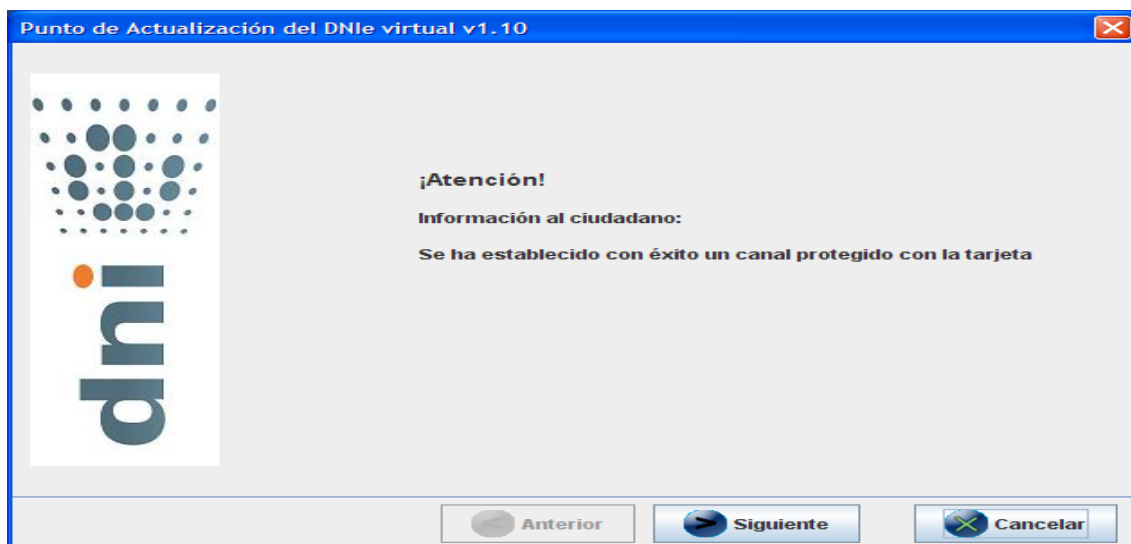 Punto de Actualización del DNIe virtual v1.10
dni
¡Atención!
Información al ciudadano:
Se ha establecido con éxito un canal protegido con la tarjeta
Anterior
Siguiente
Cancelar